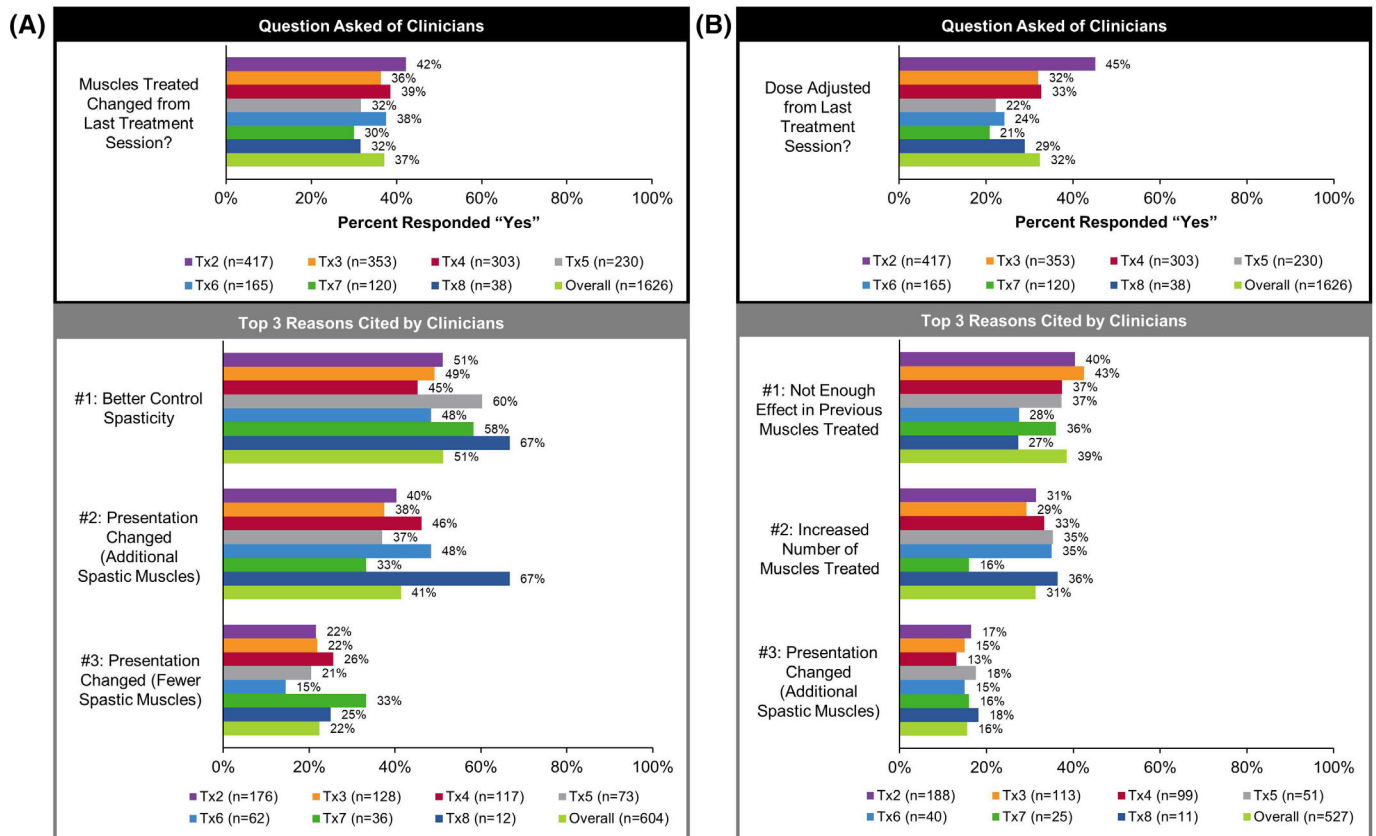 (A)
Question Asked of Clinicians
Muscles Treated
Changed from
Last Treatment
Session?
42%
36%
39%
32%
38%
30%
32%
37%
0% 20% 40% 60% 80% 100%
Percent Responded “Yes”
Tx2 (n=417) Tx3 (n=353) Tx4 (n=303) Tx5 (n=230)
Tx6 (n=165) Tx7 (n=120) Tx8 (n=38) Overall (n=1626)
Top 3 Reasons Cited by Clinicians
#1: Better Control
Spasticity
51%
49%
45%
60%
48%
58%
67%
51%
#2: Presentation
Changed
(Additional
Spastic Muscles)
40%
38%
46%
37%
48%
33%
67%
41%
#3: Presentation
Changed (Fewer
Spastic Muscles)
22%
22%
26%
21%
15%
33%
25%
22%
0% 20% 40% 60% 80% 100%
Tx2 (n=176) Tx3 (n=128) Tx4 (n=117) Tx5 (n=73)
Tx6 (n=62) Tx7 (n=36) Tx8 (n=12) Overall (n=604)
(B)
Question Asked of Clinicians
Dose Adjusted
from Last
Treatment
Session?
45%
32%
33%
22%
24%
21%
29%
32%
0% 20% 40% 60% 80% 100%
Percent Responded “Yes”
Tx2 (n=417) Tx3 (n=353) Tx4 (n=303) Tx5 (n=230)
Tx6 (n=165) Tx7 (n=120) Tx8 (n=38) Overall (n=1626)
Top 3 Reasons Cited by Clinicians
#1: Not Enough
Effect in Previous
Muscles Treated
40%
43%
37%
37%
28%
36%
27%
39%
#2: Increased
Number of
Muscles Treated
31%
29%
33%
35%
35%
16%
36%
31%
#3: Presentation
Changed
(Additional
Spastic Muscles)
17%
15%
13%
18%
15%
16%
18%
16%
0% 20% 40% 60% 80% 100%
Tx2 (n=188) Tx3 (n=113) Tx4 (n=99) Tx5 (n=51)
Tx6 (n=40) Tx7 (n=25) Tx8 (n=11) Overall (n=527)